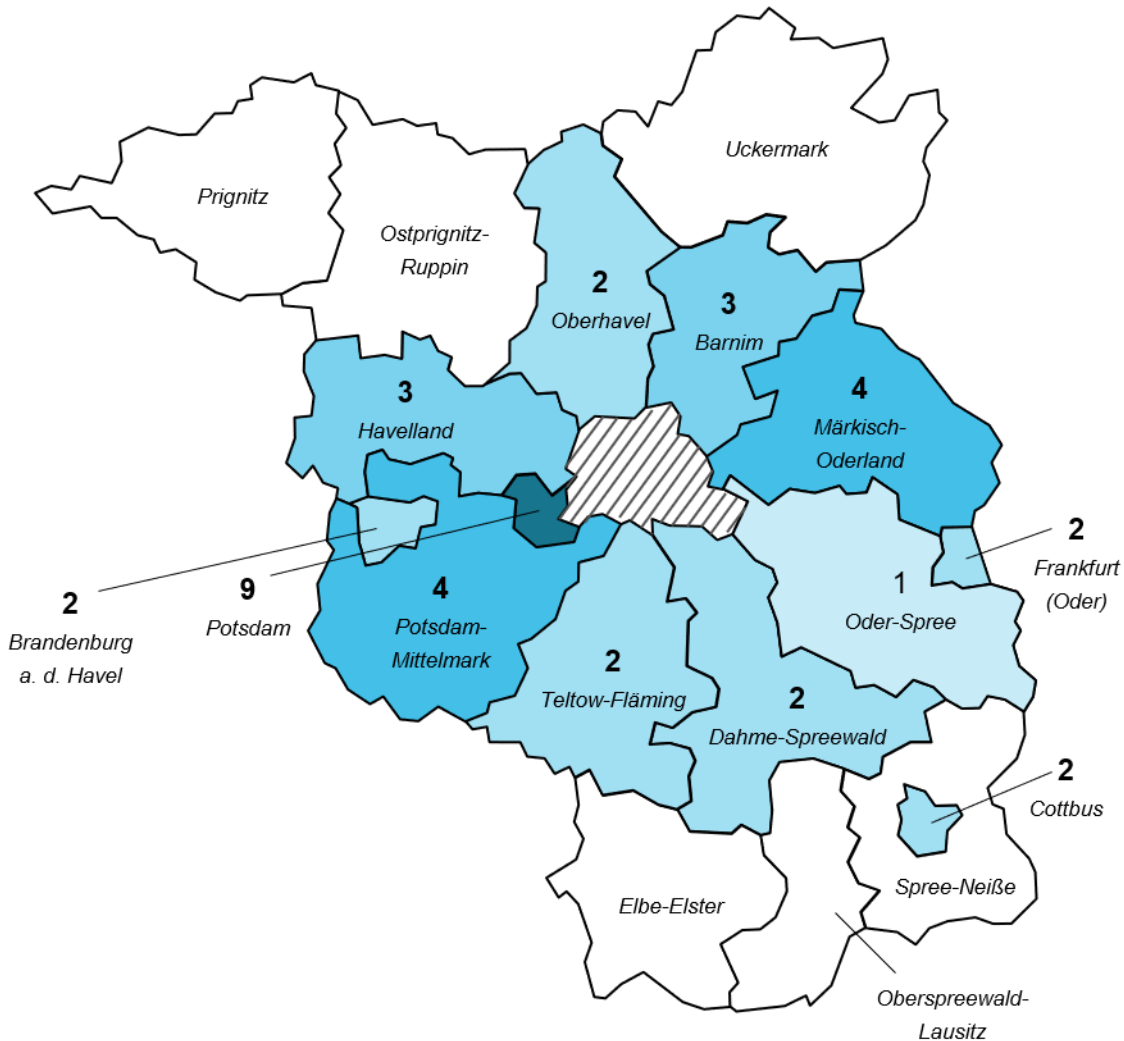 Uckermark
Prignitz
Ostprignitz-
Ruppin
2
Oberhavel
3
Barnim
3
Havelland
4
Märkisch-
Oderland
2
Brandenburg
a. d. Havel
9
Potsdam
4
Potsdam-
Mittelmark
1
Oder-Spree
2
Frankfurt
(Oder)
2
Teltow-Fläming
2
Dahme-Spreewald
2
Cottbus
Elbe-Elster
Spree-Neiße
Oberspreewald-
Lausitz